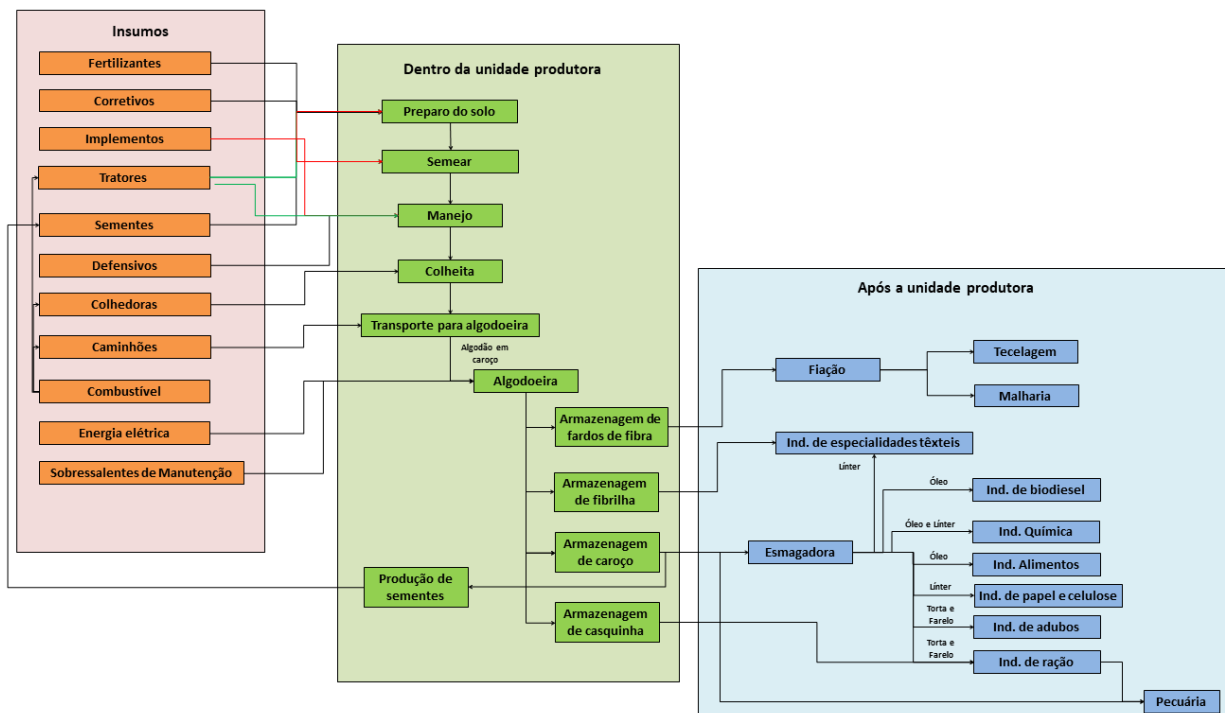 Insumos
Fertilizantes
Corretivos
Implementos
Tratores
Sementes
Defensivos
Colhedoras
Caminhões
Combustível
Energia elétrica
Sobressalentes de Manutenção
Dentro da unidade produtora
Preparo do solo
Semear
Manejo
Colheita
Transporte para algodoeira
Algodão em
caroço
Algodoeira
Armazenagem de
fardos de fibra
Armazenagem
de fibrilha
Armazenagem
de caroço
Produção de
sementes
Armazenagem
de casquinha
Após a unidade produtora
Fiação
Tecelagem
Malharia
Ind. de especialidades têxteis
Línter
Óleo
Ind. de biodiesel
Óleo e Línter
Ind. Química
Esmagadora
Óleo
Ind. Alimentos
Línter
Ind. de papel e celulose
Torta e
Farelo
Ind. de adubos
Torta e
Farelo
Ind. de ração
Pecuária